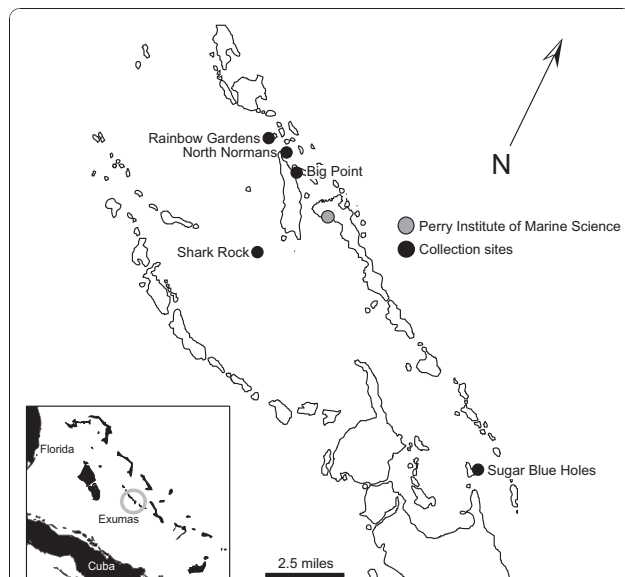 Rainbow Gardens
North Normans
Big Point
N
Perry Institute of Marine Science
Collection sites
Shark Rock
Sugar Blue Holes
Florida
Exumas
Cuba
2.5 miles